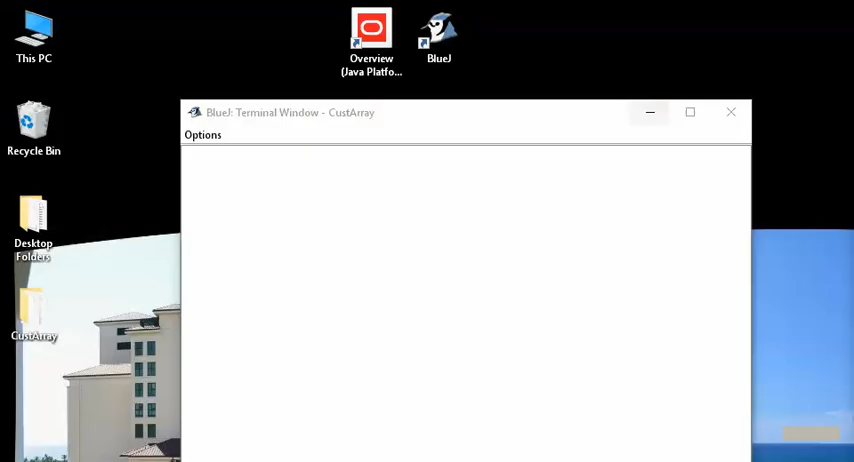 This PC
Overview
(Java Platfo...
BlueJ
Recycle Bin
BlueJ: Terminal Window - CustArray
Options
Desktop
Folders
CustArray